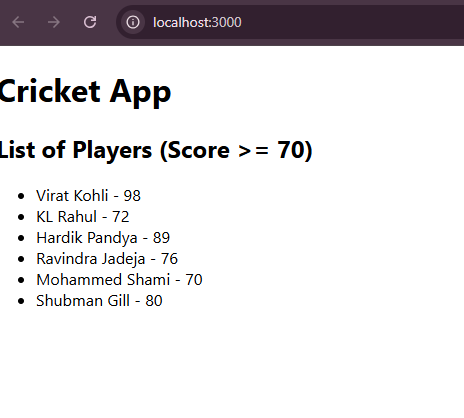 localhost:3000
Cricket App
List of Players (Score >= 70)
Virat Kohli - 98
KL Rahul - 72
Hardik Pandya - 89
Ravindra Jadeja - 76
Mohammed Shami - 70
Shubman Gill - 80